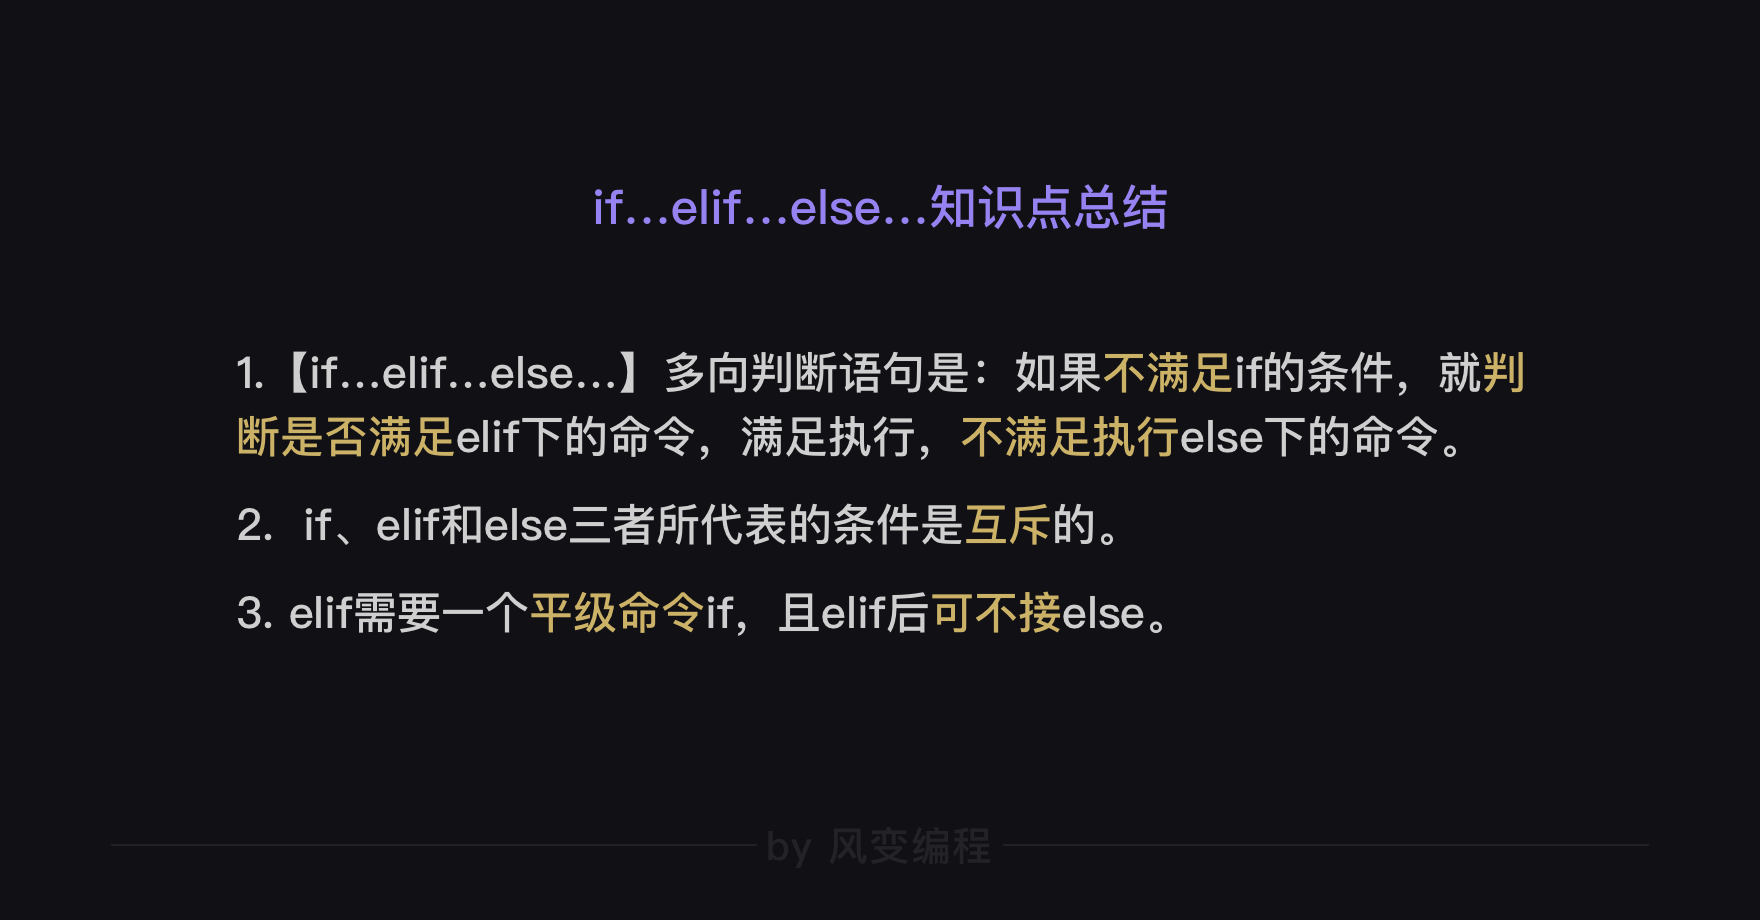 if…elif…else…知识点总结
1.【if…elif…else…】多向判断语句是：如果不满足if的条件，就判
断是否满足elif下的命令，满足执行，不满足执行else下的命令。
2. if、elif和else三者所代表的条件是互斥的。
3. elif需要一个平级命令if，且elif后可不接else。
by 风变编程